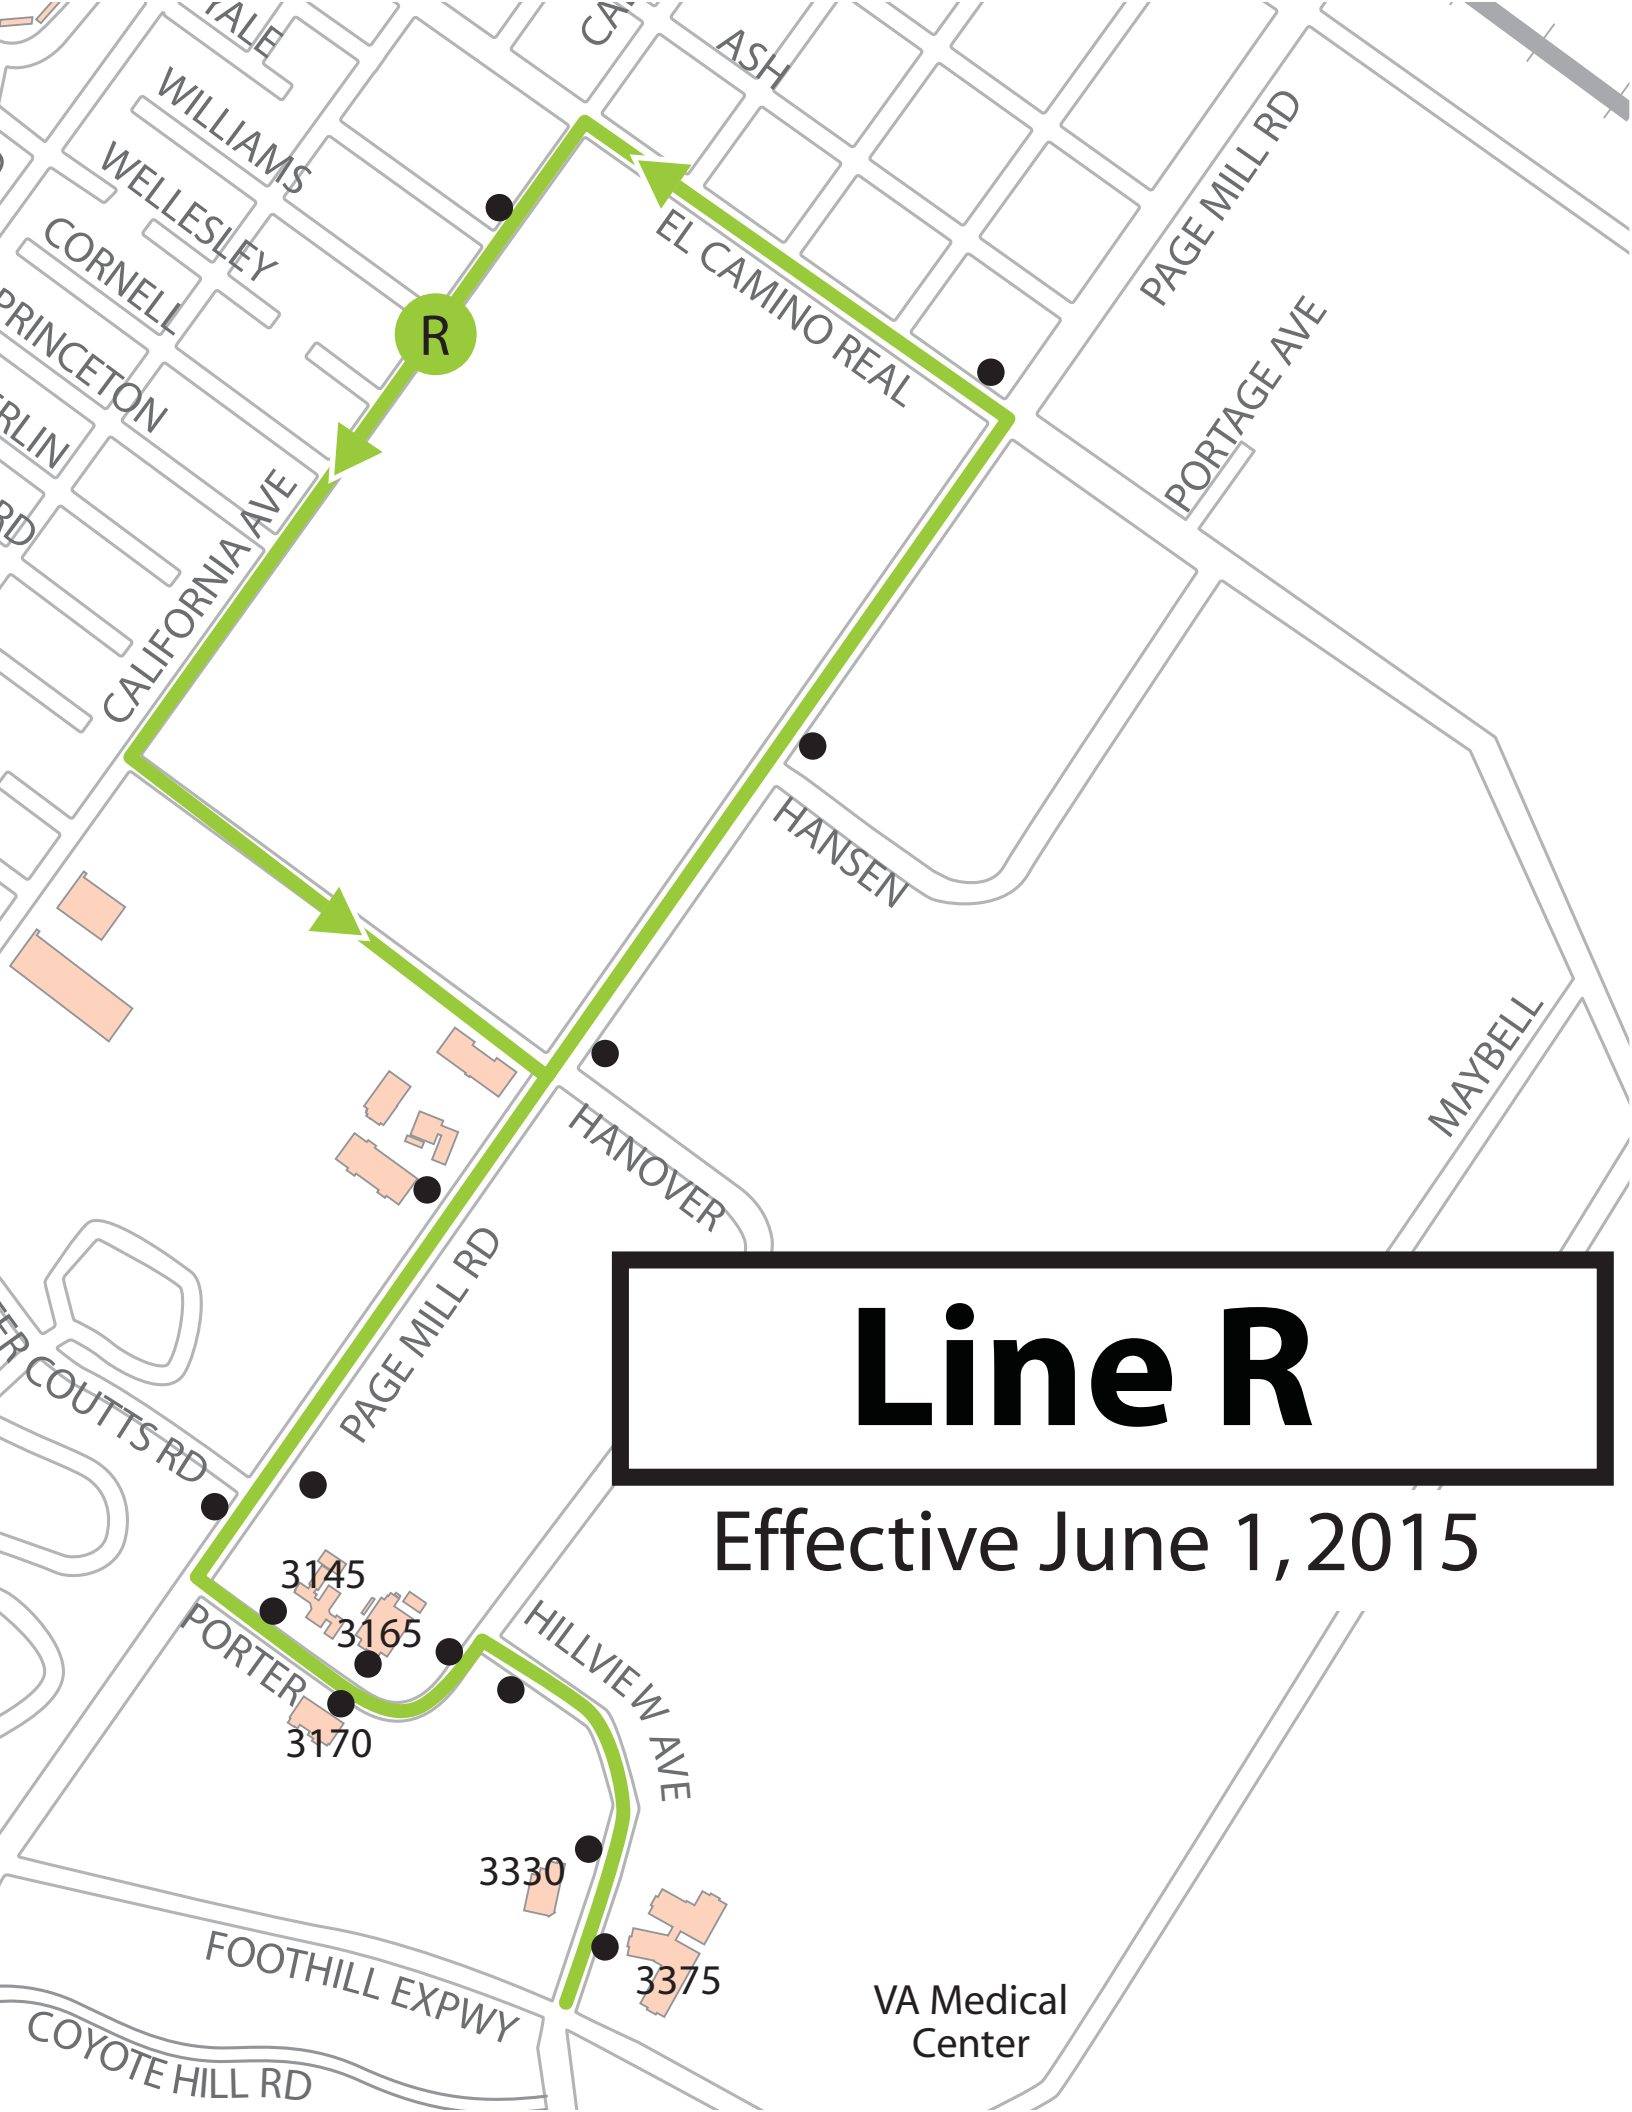 YALE
ASH
WILLIAMS
WELLESLEY
CORNELL
PRINCETON
PAGE MILL RD
EL CAMINO REAL
PORTAGE AVE
R
RD
CALIFORNIA AVE
HANSEN
MAYBELL
HANOVER
PAGE MILL RD
COUTTS RD
Line R
Effective June 1, 2015
3145
3165
PORTER
3170
HILLVIEW AVE
3330
3375
FOOTHILL EXPWY
VA Medical
Center
COYOTE HILL RD